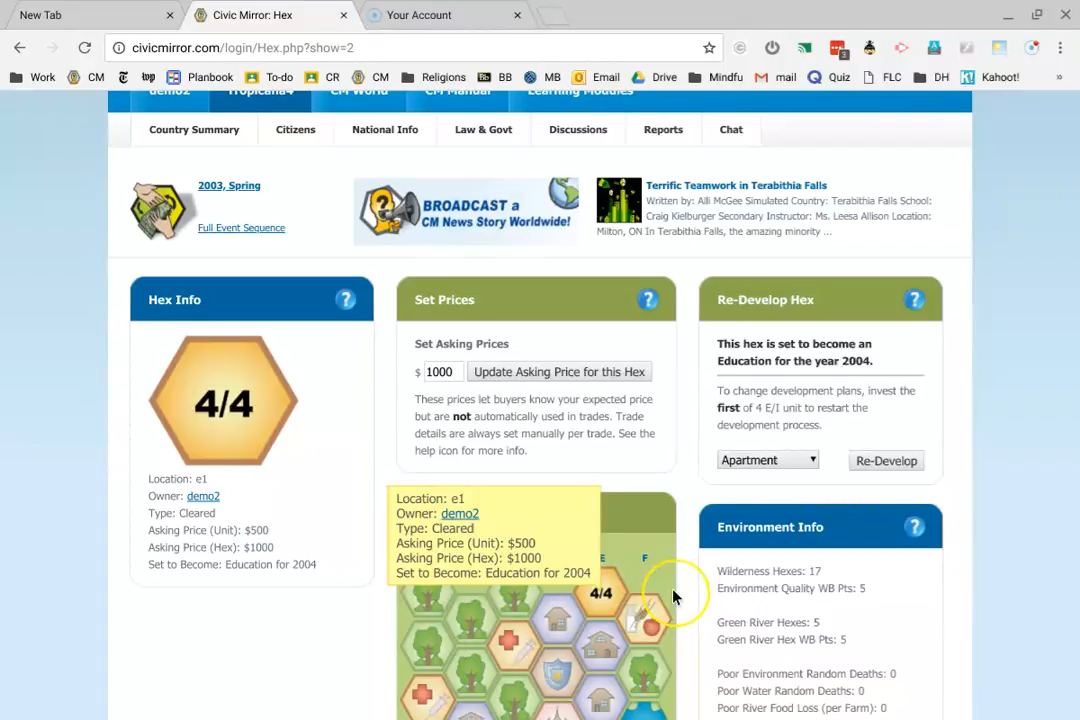 New Tab
Civic Mirror: Hex
Your Account
civicmirror.com/login/Hex.php?show=2
3
Work
CM
Planbook
To-do
CR
CM
Religions
BB
MB
Email
Drive
Mindfu
mail
Quiz
FLC
DH
Kahoot!
»
demo2
Tropicana4
CM World
CM Manual
Learning Modules
Country Summary
Citizens
National Info
Law & Govt
Discussions
Reports
Chat
2003, Spring
Full Event Sequence
BROADCAST a
CM News Story Worldwide!
Terrific Teamwork in Terabithia Falls
Written by: Alli McGee Simulated Country: Terabithia Falls School:
Craig Kielburger Secondary Instructor: Ms. Leesa Allison Location:
Milton, ON In Terabithia Falls, the amazing minority ...
Hex Info
?
4/4
Location: e1
Owner: demo2
Type: Cleared
Asking Price (Unit): $500
Asking Price (Hex): $1000
Set to Become: Education for 2004
Set Prices
?
Set Asking Prices
$ 1000 Update Asking Price for this Hex
These prices let buyers know your expected price
but are not automatically used in trades. Trade
details are always set manually per trade. See the
help icon for more info.
Location: e1
Owner: demo2
Type: Cleared
Asking Price (Unit): $500
Asking Price (Hex): $1000
Set to Become: Education for 2004
E
F
4/4
Re-Develop Hex
?
This hex is set to become an
Education for the year 2004.
To change development plans, invest the
first of 4 E/I unit to restart the
development process.
Apartment
Re-Develop
Environment Info
?
Wilderness Hexes: 17
Environment Quality WB Pts: 5
Green River Hexes: 5
Green River Hex WB Pts: 5
Poor Environment Random Deaths: 0
Poor Water Random Deaths: 0
Poor River Food Loss (per Farm): 0